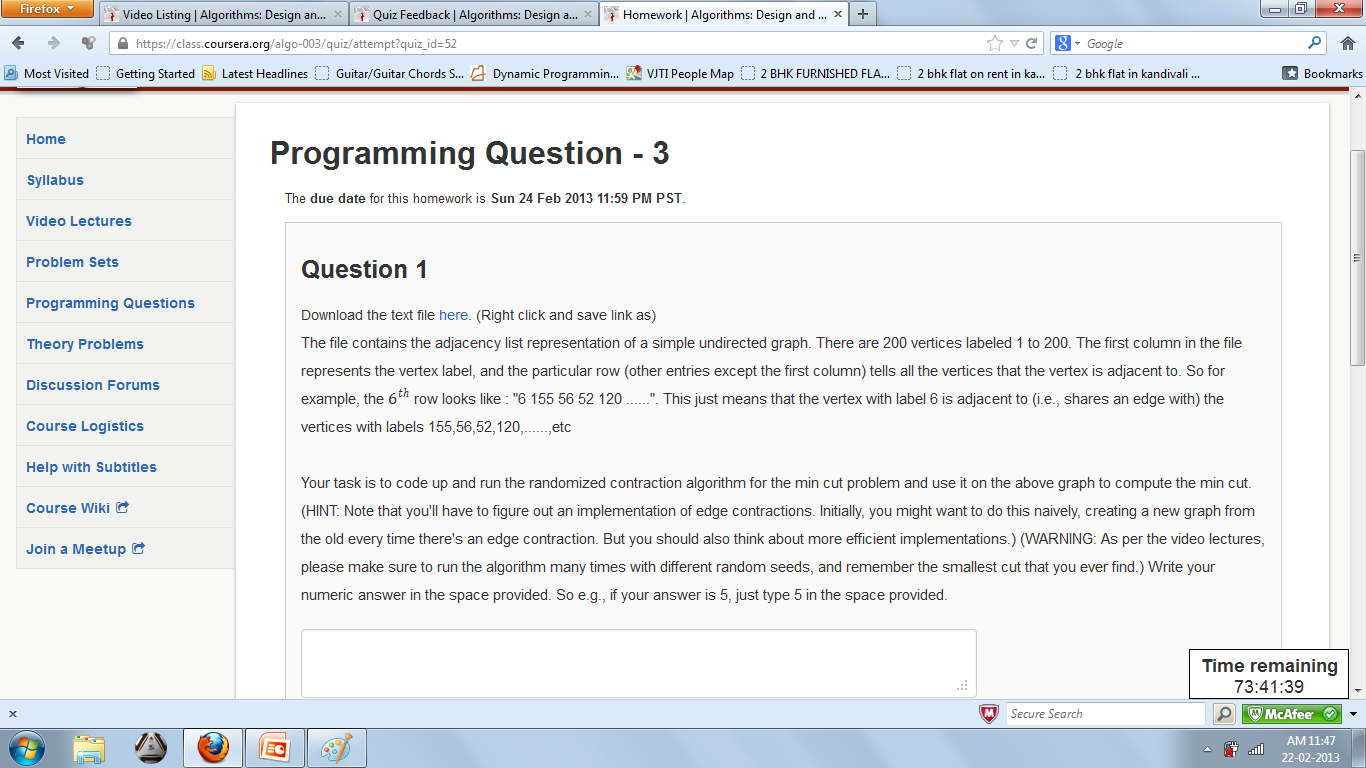 Firefox
Video Listing | Algorithms: Design an...
Quiz Feedback | Algorithms: Design a...
Homework | Algorithms: Design and ...
https://class.coursera.org/algo-003/quiz/attempt?quiz_id=52
Google
Most Visited
Getting Started
Latest Headlines
Guitar/Guitar Chords S...
Dynamic Programmin...
VJTI People Map
2 BHK FURNISHED FLA...
2 bhk flat on rent in ka...
2 bhk flat in kandivali ...
Bookmarks
Home
Syllabus
Video Lectures
Problem Sets
Programming Questions
Theory Problems
Discussion Forums
Course Logistics
Help with Subtitles
Course Wiki
Join a Meetup
Programming Question - 3
The due date for this homework is Sun 24 Feb 2013 11:59 PM PST.
Question 1
Download the text file here. (Right click and save link as)
The file contains the adjacency list representation of a simple undirected graph. There are 200 vertices labeled 1 to 200. The first column in the file
represents the vertex label, and the particular row (other entries except the first column) tells all the vertices that the vertex is adjacent to. So for
example, the 6th row looks like : "6 155 56 52 120 ......". This just means that the vertex with label 6 is adjacent to (i.e., shares an edge with) the
vertices with labels 155,56,52,120,......,etc
Your task is to code up and run the randomized contraction algorithm for the min cut problem and use it on the above graph to compute the min cut.
(HINT: Note that you'll have to figure out an implementation of edge contractions. Initially, you might want to do this naively, creating a new graph from
the old every time there's an edge contraction. But you should also think about more efficient implementations.) (WARNING: As per the video lectures,
please make sure to run the algorithm many times with different random seeds, and remember the smallest cut that you ever find.) Write your
numeric answer in the space provided. So e.g., if your answer is 5, just type 5 in the space provided.
Time remaining
73:41:39
Secure Search
McAfee
AM 11:47
22-02-2013